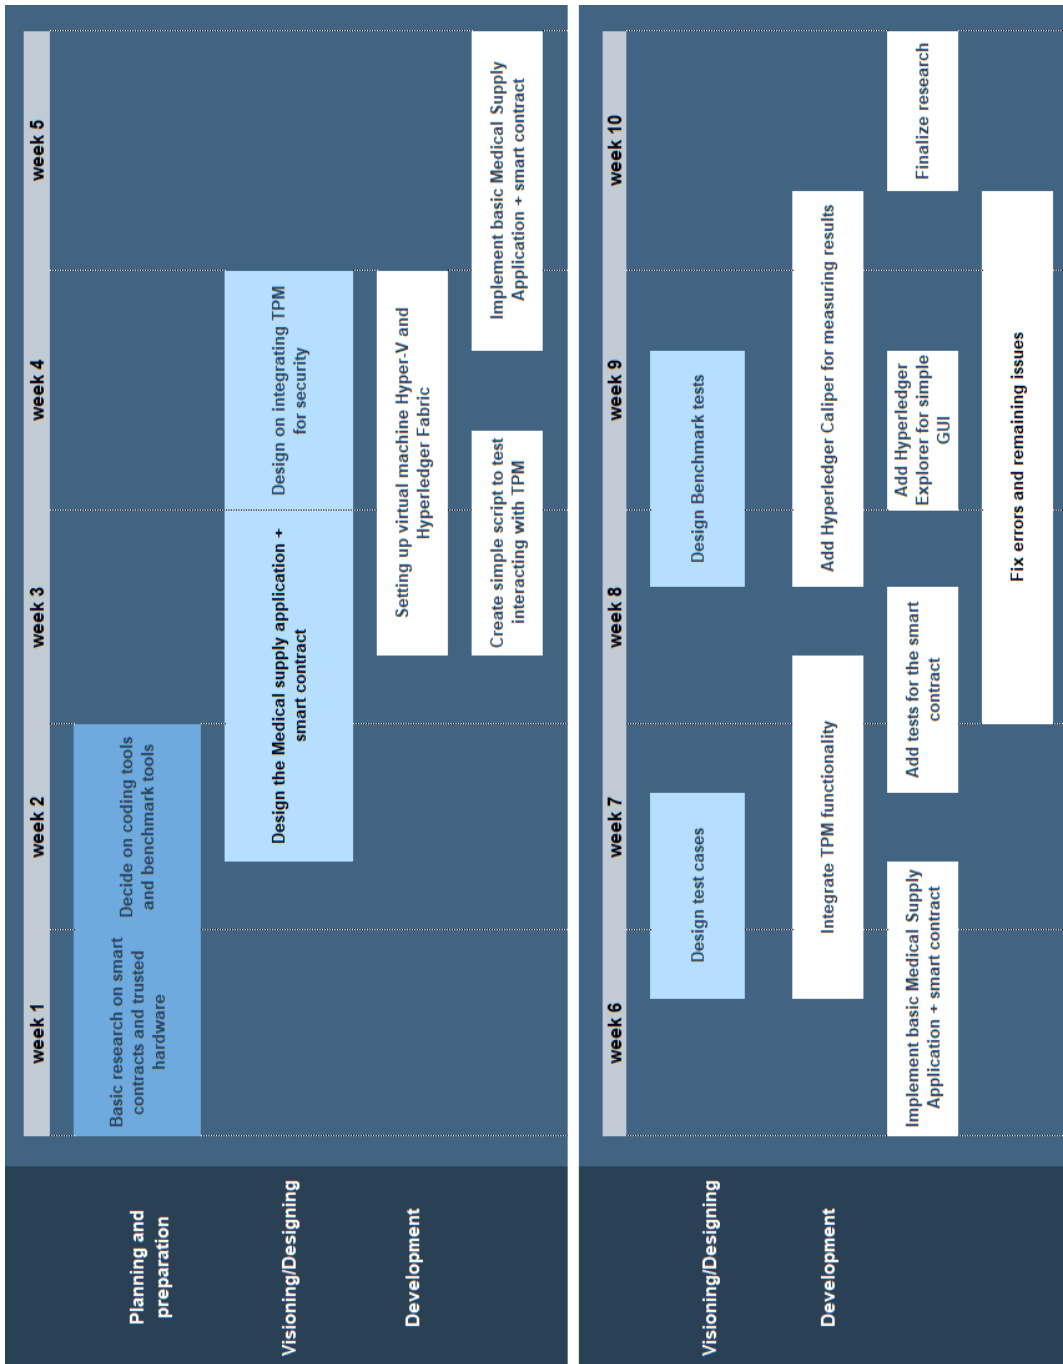 week 1
week 2
week 3
week 4
week 5
Planning and
preparation
Basic research on smart
contracts and trusted
hardware
Decide on coding tools
and benchmark tools
Visioning/Designing
Design the Medical supply application +
smart contract
Design on integrating TPM
for security
Development
Setting up virtual machine Hyper-V and
Hyperledger Fabric
Create simple script to test
interacting with TPM
Implement basic Medical Supply
Application + smart contract
week 6
week 7
week 8
week 9
week 10
Visioning/Designing
Design test cases
Design Benchmark tests
Development
Integrate TPM functionality
Add Hyperledger Caliper for measuring results
Implement basic Medical Supply
Application + smart contract
Add tests for the smart
contract
Add Hyperledger
Explorer for simple
GUI
Finalize research
Fix errors and remaining issues